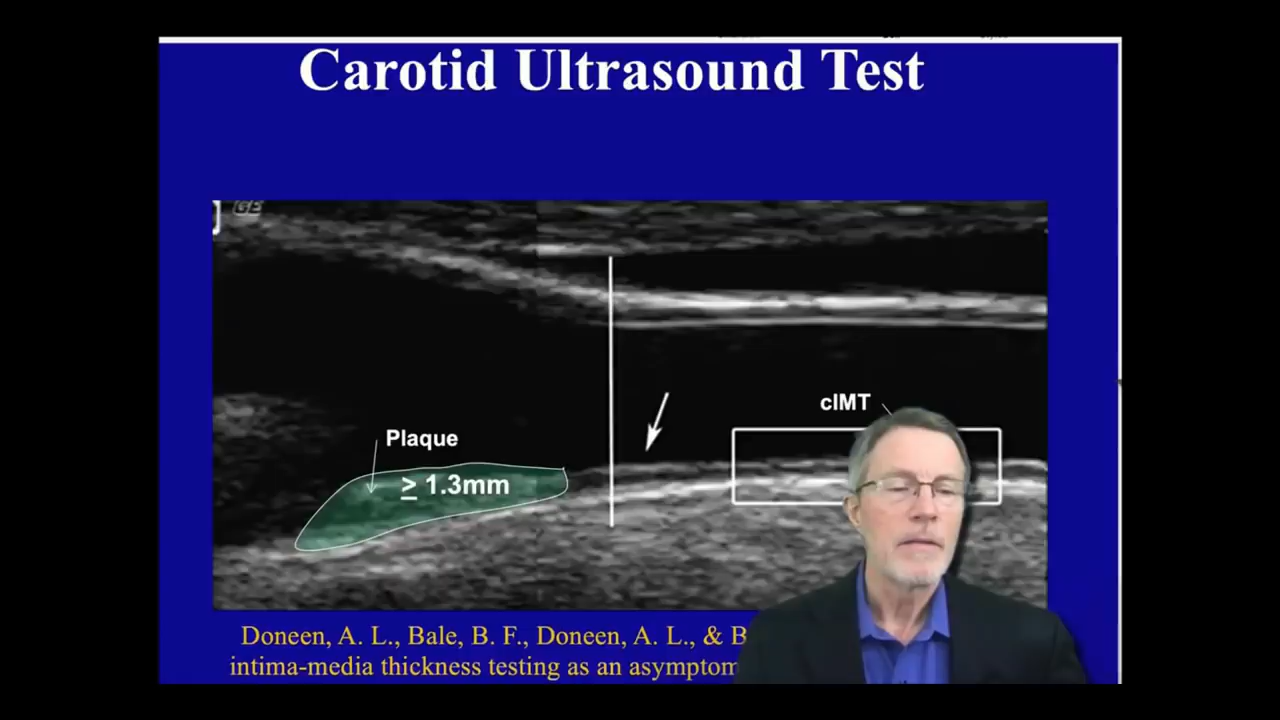 Carotid Ultrasound Test
GE
cIMT
Plaque
≥ 1.3mm
Doneen, A. L., Bale, B. F., Doneen, A. L., & B
intima-media thickness testing as an asymptom